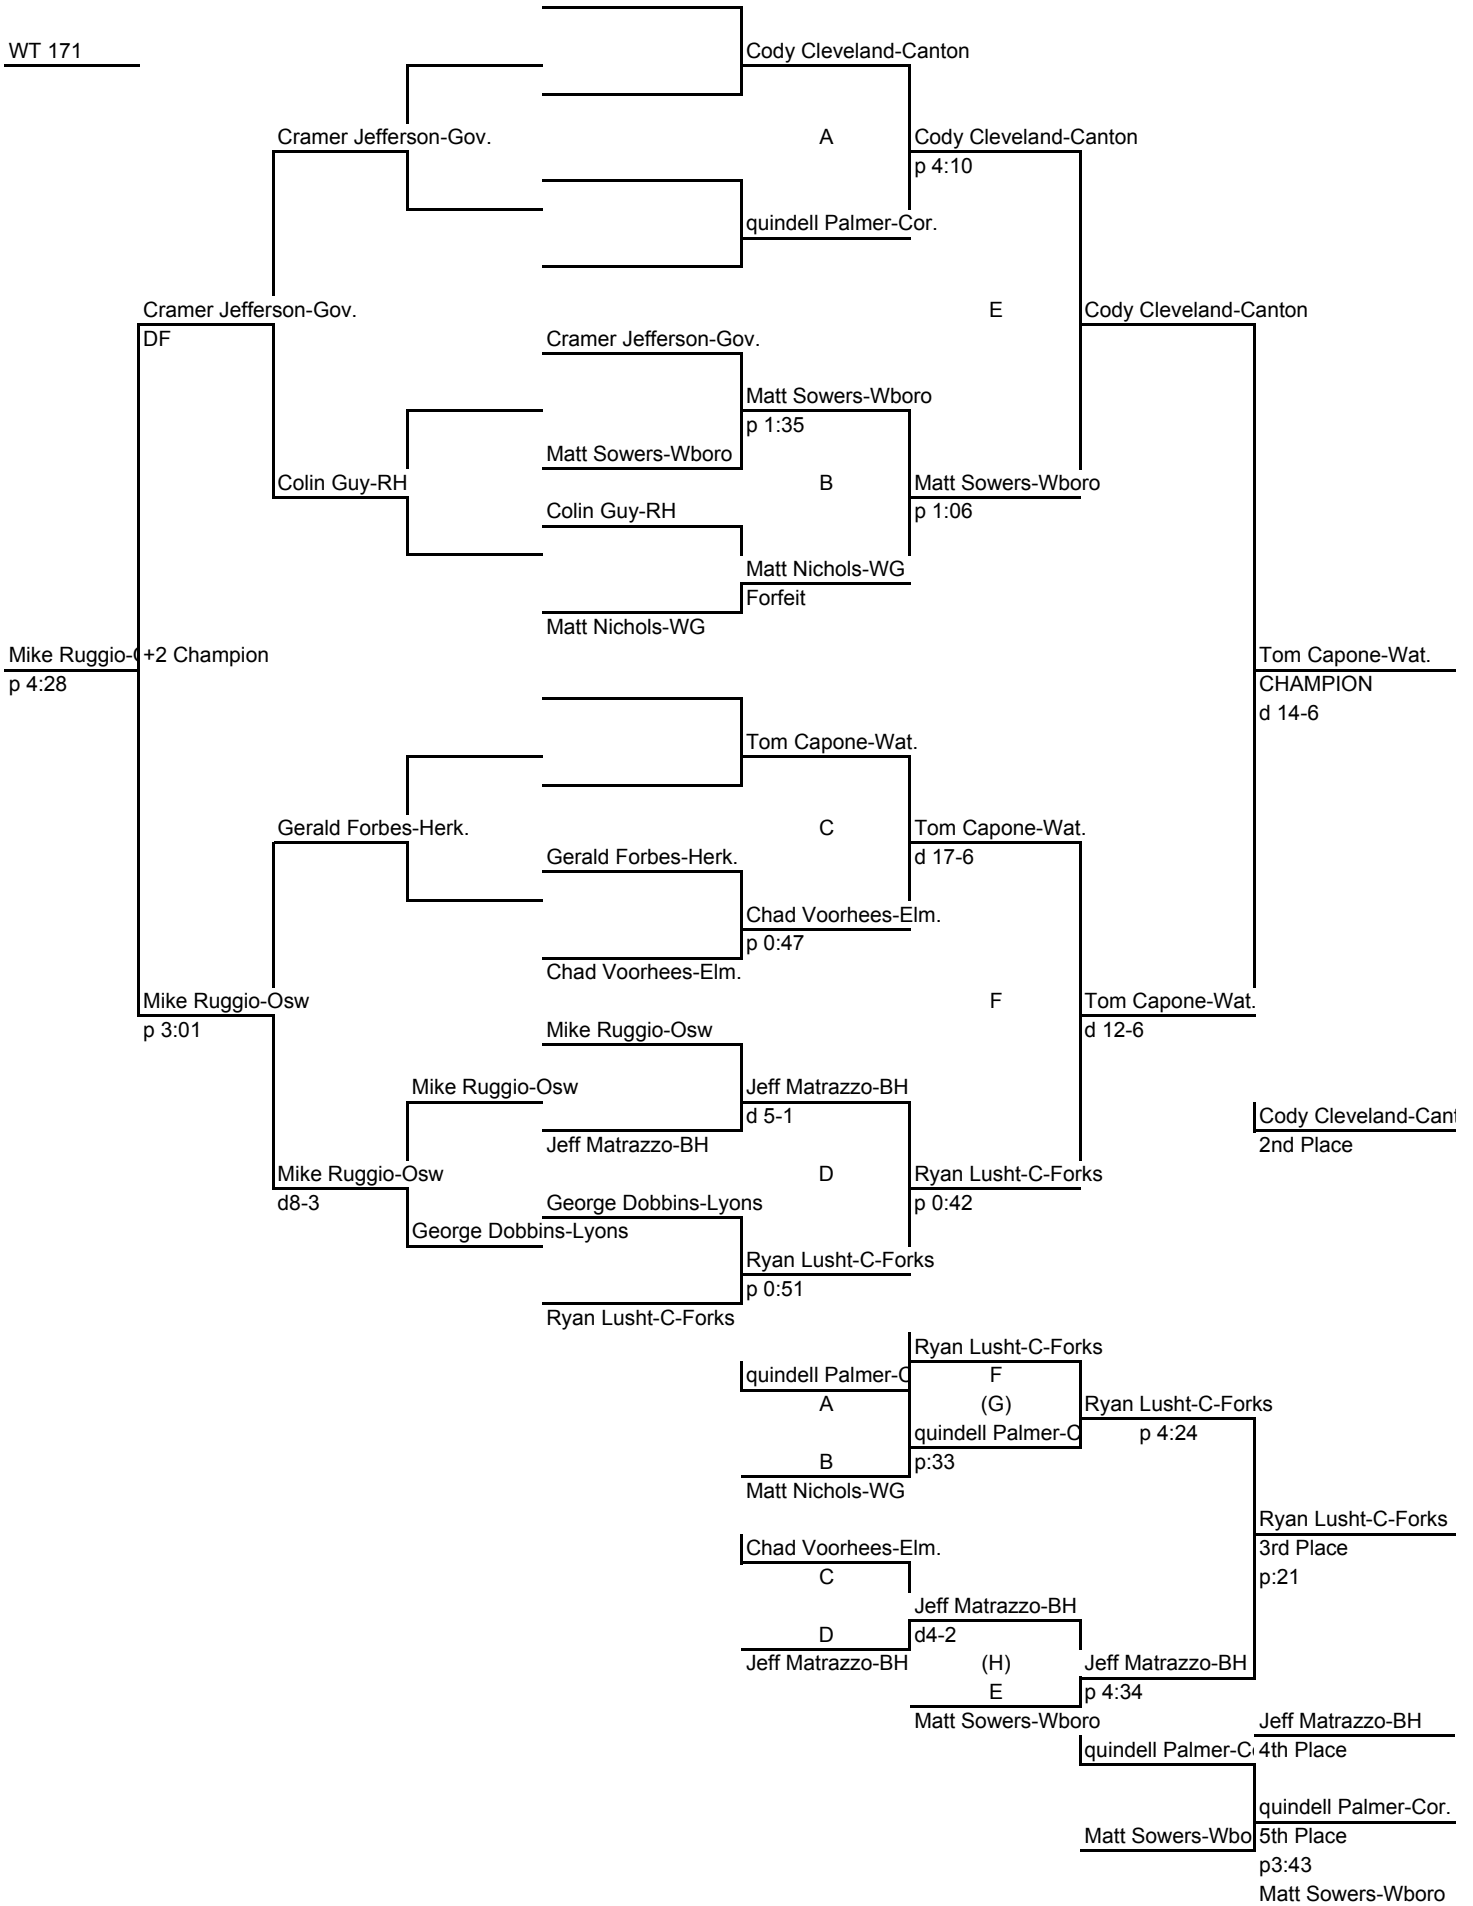 WT 171
Cody Cleveland-Canton
Cramer Jefferson-Gov.
A
Cody Cleveland-Canton
p 4:10
quindell Palmer-Cor.
Cramer Jefferson-Gov.
DF
E
Cody Cleveland-Canton
Cramer Jefferson-Gov.
Matt Sowers-Wboro
p 1:35
Matt Sowers-Wboro
Colin Guy-RH
B
Matt Sowers-Wboro
p 1:06
Colin Guy-RH
Matt Nichols-WG
Forfeit
Matt Nichols-WG
Mike Ruggio-
+2 Champion
p 4:28
Tom Capone-Wat.
CHAMPION
d 14-6
Tom Capone-Wat.
Gerald Forbes-Herk.
C
Tom Capone-Wat.
d 17-6
Gerald Forbes-Herk.
Chad Voorhees-Elm.
p 0:47
Chad Voorhees-Elm.
Mike Ruggio-Osw
p 3:01
F
Tom Capone-Wat.
d 12-6
Mike Ruggio-Osw
Mike Ruggio-Osw
Jeff Matrazzo-BH
d 5-1
Jeff Matrazzo-BH
Cody Cleveland-Can
2nd Place
Mike Ruggio-Osw
d8-3
D
Ryan Lusht-C-Forks
p 0:42
George Dobbins-Lyons
George Dobbins-Lyons
Ryan Lusht-C-Forks
p 0:51
Ryan Lusht-C-Forks
Ryan Lusht-C-Forks
quindell Palmer-C
F
A
(G)
Ryan Lusht-C-Forks
p 4:24
quindell Palmer-C
B
p:33
Matt Nichols-WG
Ryan Lusht-C-Forks
3rd Place
p:21
Chad Voorhees-Elm.
C
Jeff Matrazzo-BH
D
d4-2
Jeff Matrazzo-BH
(H)
Jeff Matrazzo-BH
E
p 4:34
Matt Sowers-Wboro
Jeff Matrazzo-BH
quindell Palmer-C
4th Place
quindell Palmer-Cor.
Matt Sowers-Wbo
5th Place
p3:43
Matt Sowers-Wboro